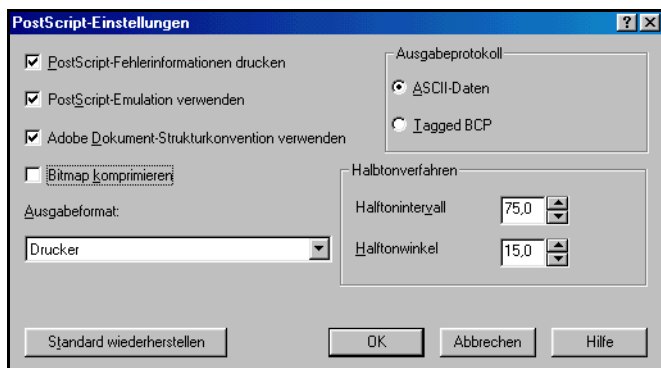 PostScript-Einstellungen
PostScript-Fehlerinformationen drucken
PostScript-Emulation verwenden
Adobe Dokument-Strukturkonvention verwenden
Bitmap komprimieren
Ausgabeformat:
Drucker
Ausgabeprotokoll
ASCII-Daten
Tagged BCP
Halbtonverfahren
Halftonintervall 75,0
Halftonwinkel 15,0
Standard wiederherstellen OK Abbrechen Hilfe